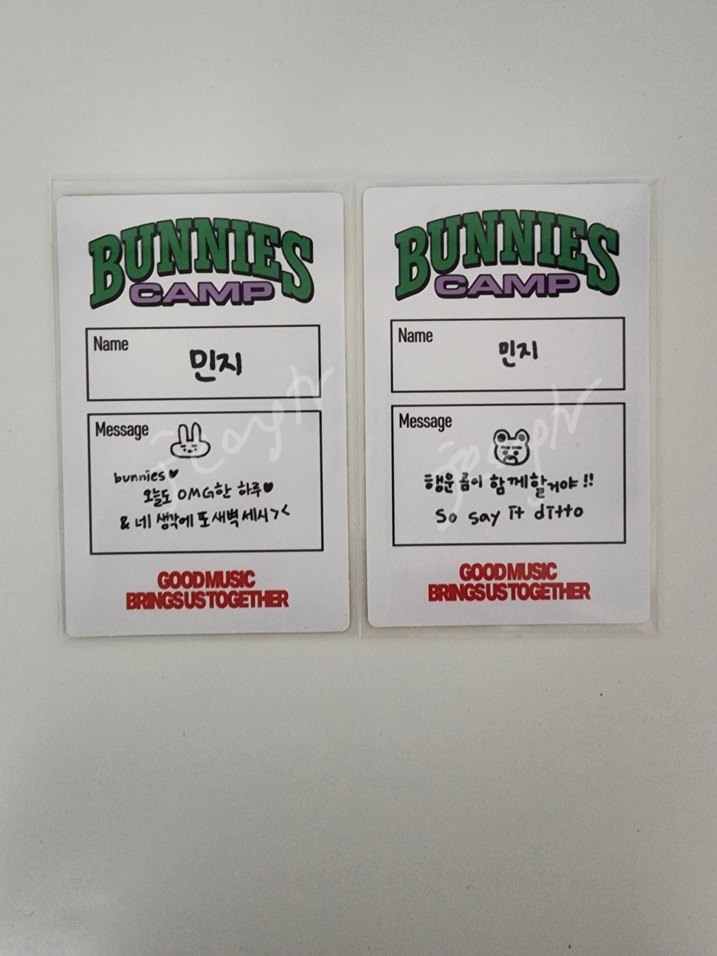 BUNNIES
CAMP
Name
민지
Message
bunnies♥
오늘도 OMG한 하루♥
& 네 생각에 또 새벽 세시><
GOOD MUSIC
BRINGS US TOGETHER
BUNNIES
CAMP
Name
민지
Message
행운 곰이 함께할거야!!
So say it ditto
GOOD MUSIC
BRINGS US TOGETHER